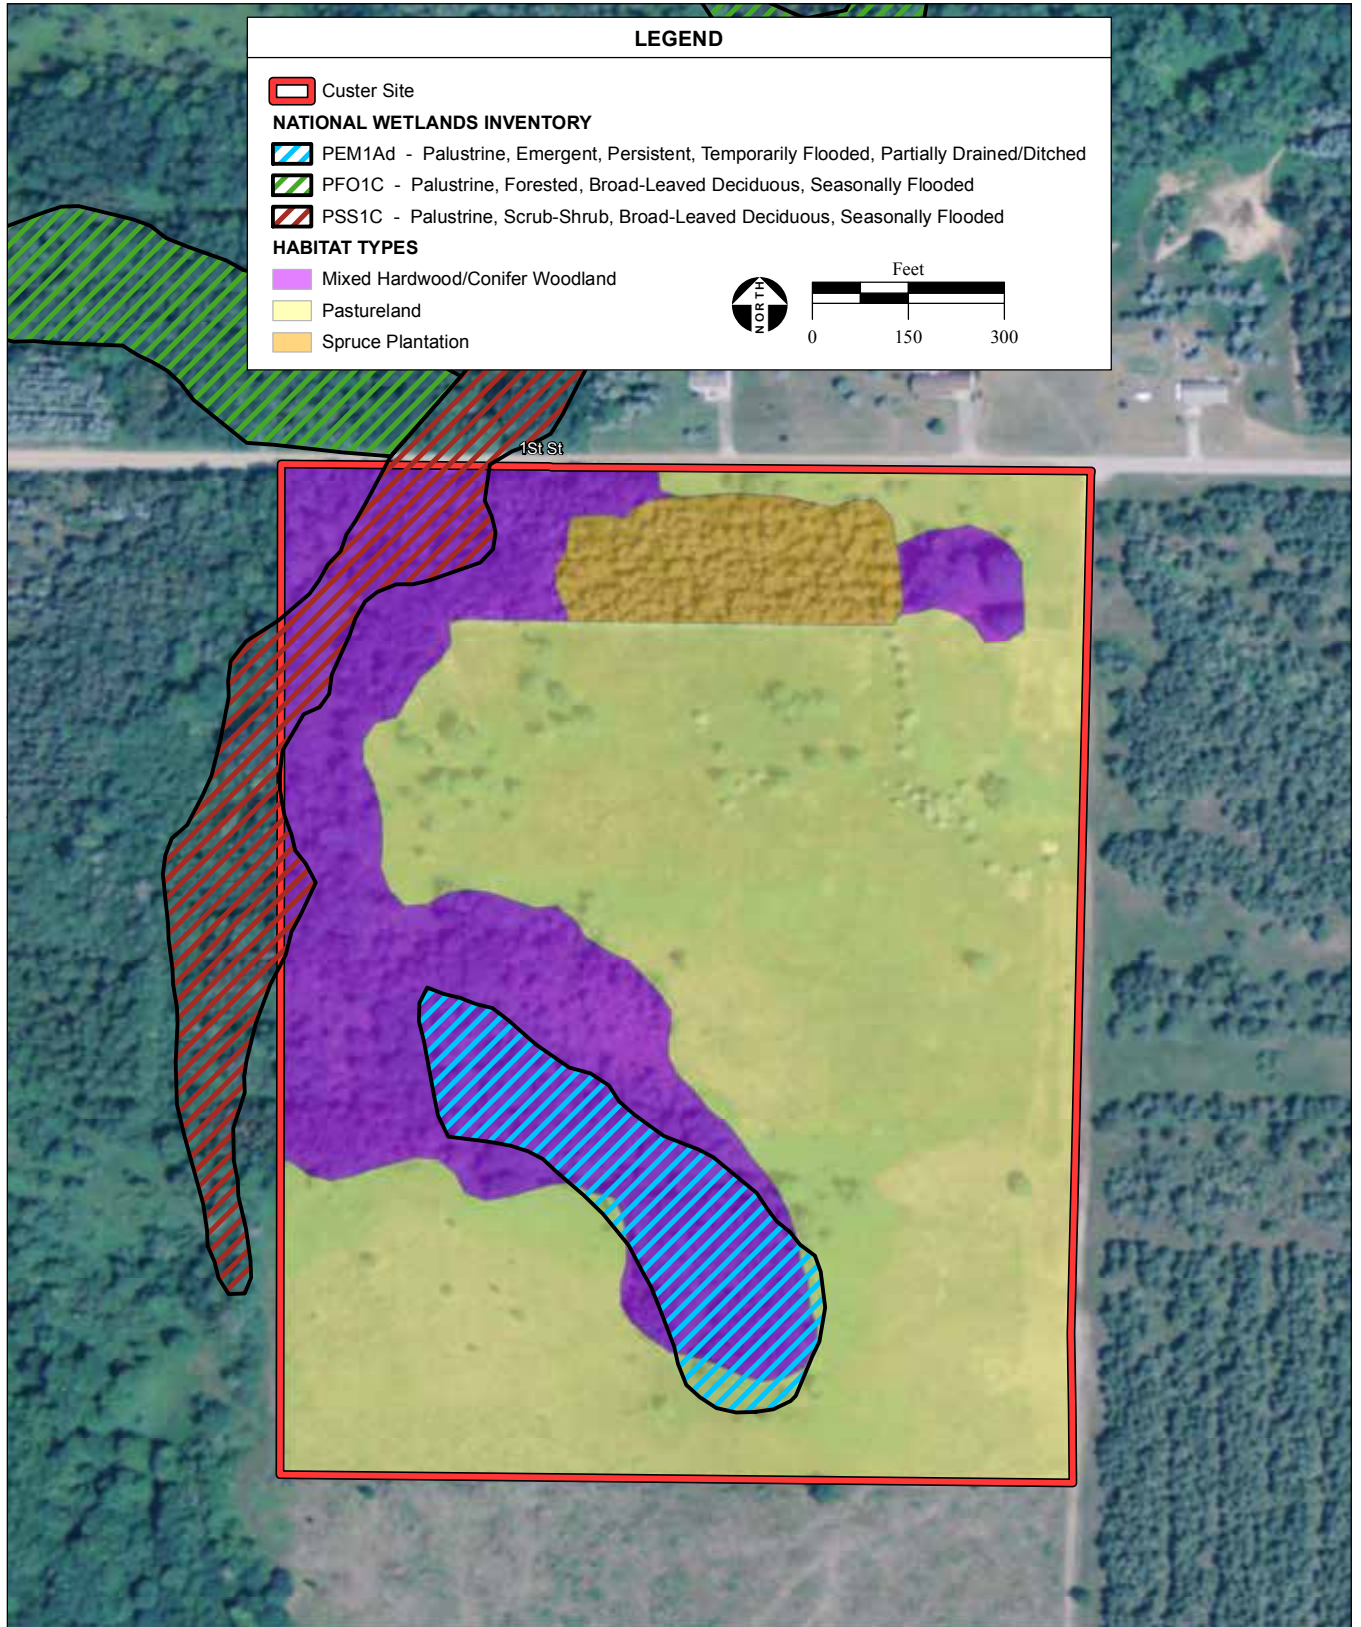 LEGEND
Custer Site
NATIONAL WETLANDS INVENTORY
PEM1Ad - Palustrine, Emergent, Persistent, Temporarily Flooded, Partially Drained/Ditched
PFO1C - Palustrine, Forested, Broad-Leaved Deciduous, Seasonally Flooded
PSS1C - Palustrine, Scrub-Shrub, Broad-Leaved Deciduous, Seasonally Flooded
HABITAT TYPES
Mixed Hardwood/Conifer Woodland
Pastureland
Spruce Plantation
NORTH
Feet
0 150 300
1St St